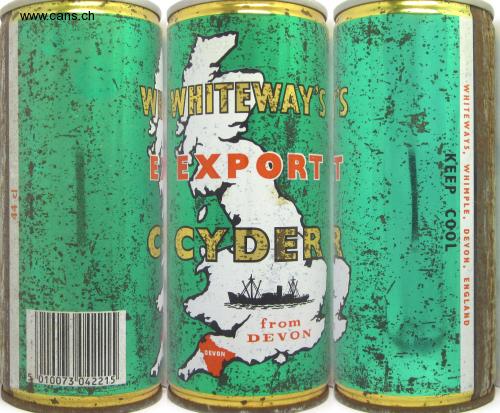 www.cans.ch
44 cl
5 010073 042215
W
E
C
WHITEWAY'S
EXPORT
CYDER
from
DEVON
DEVON
S
T
R
KEEP COOL
WHITEWAYS, WHIMPLE, DEVON, ENGLAND